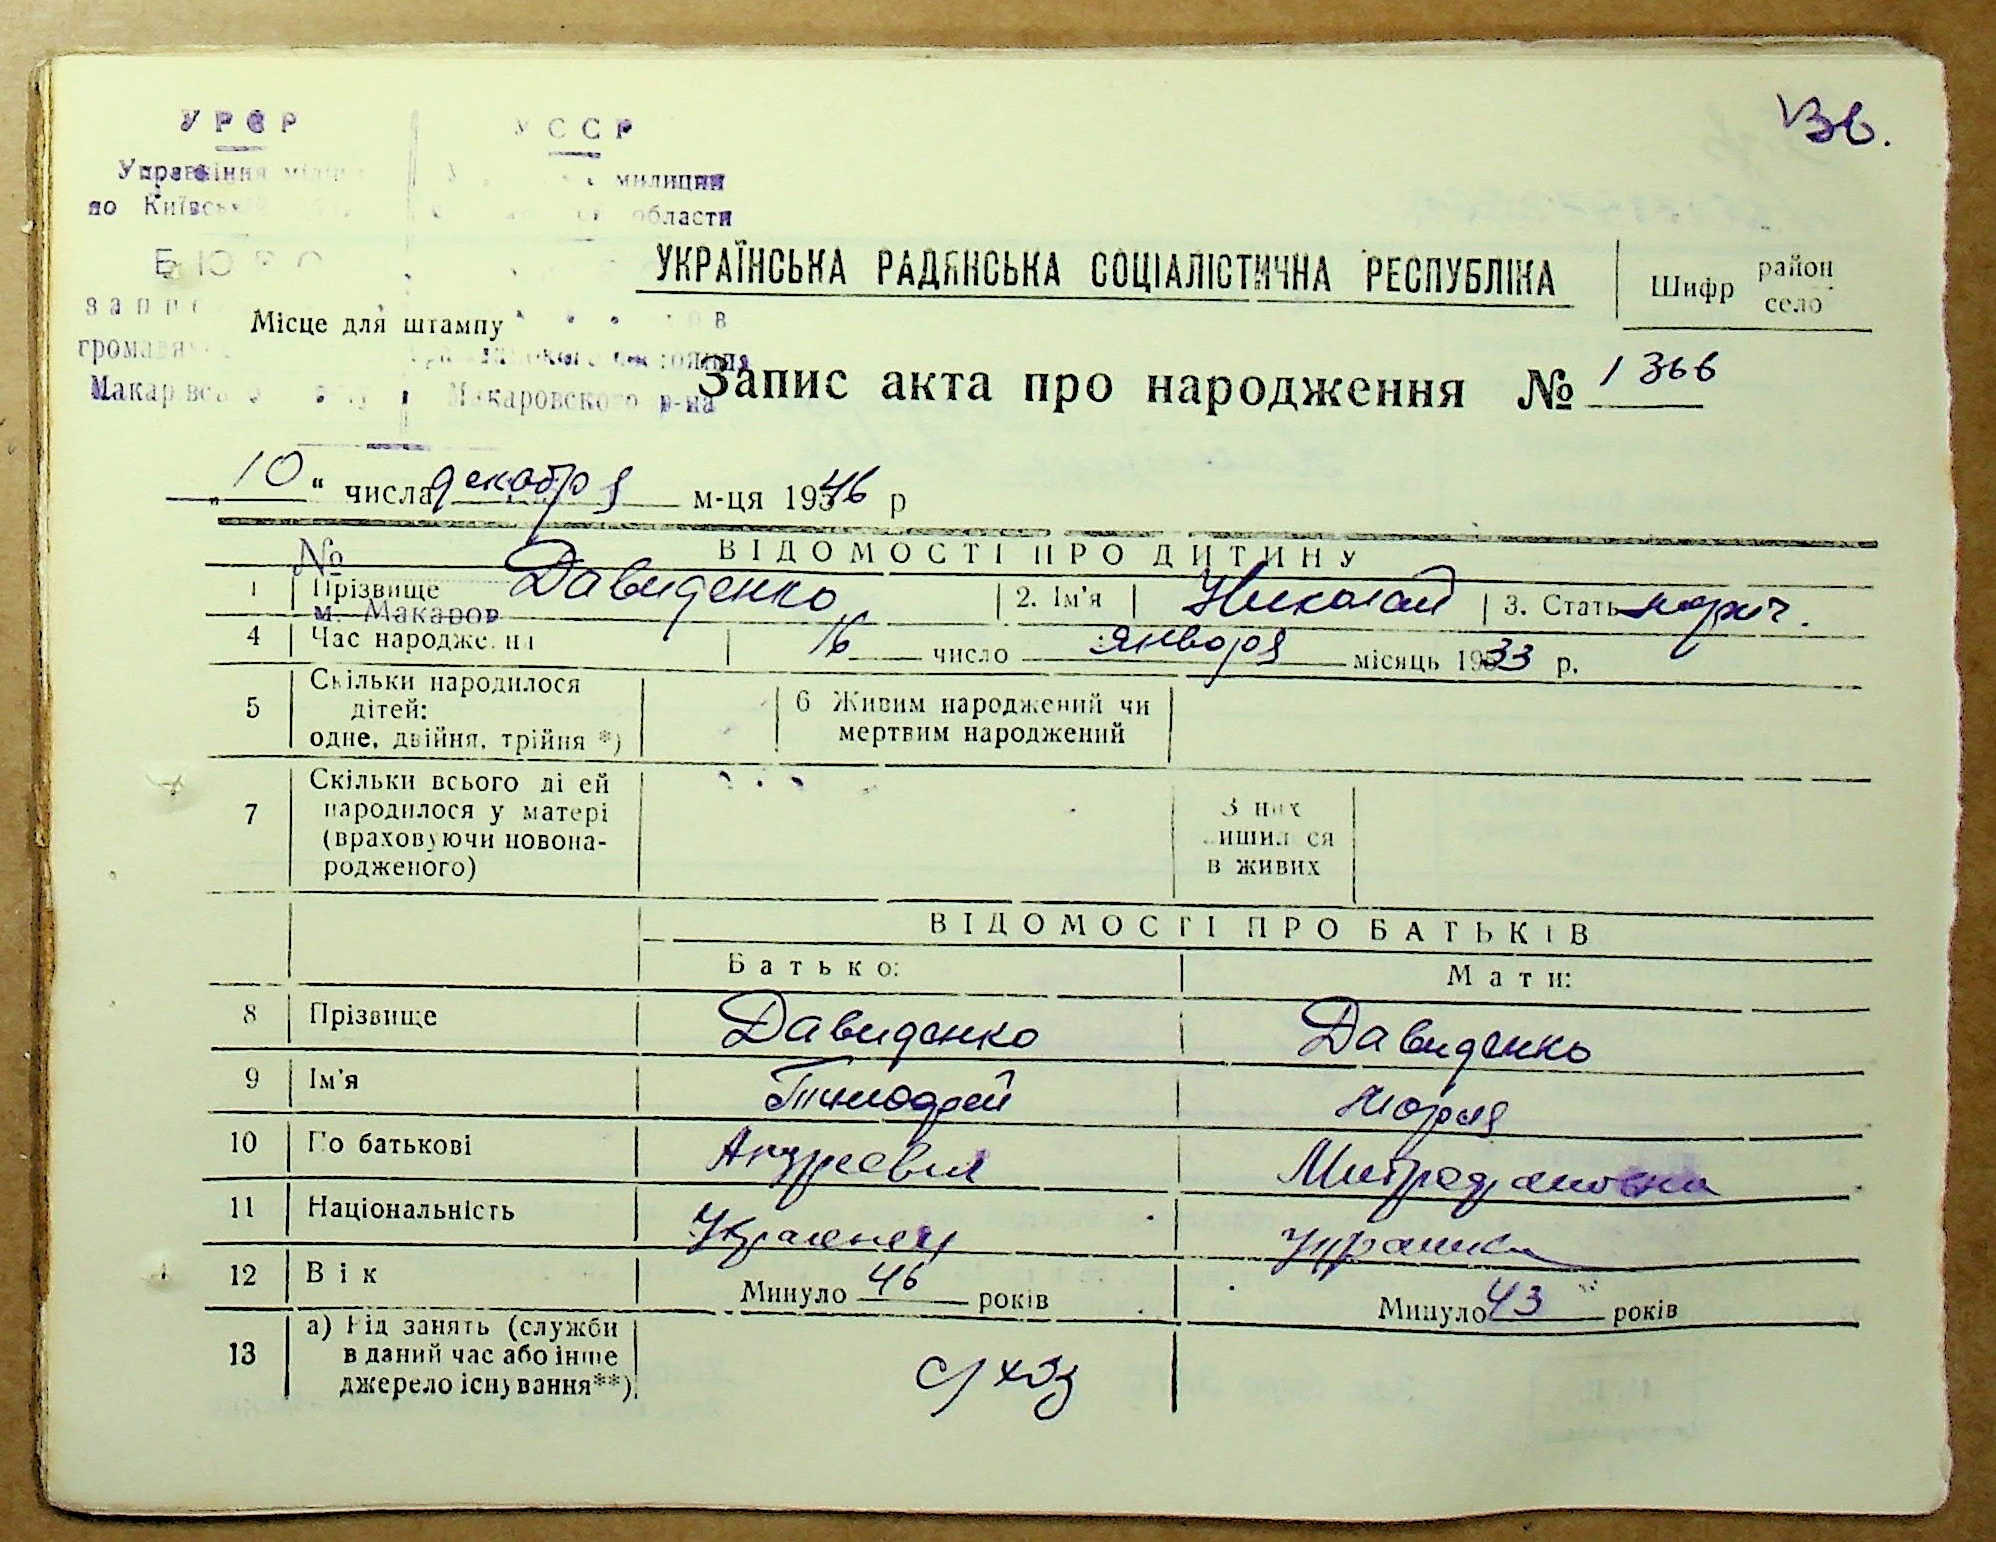 Зв.
УРСР
УССР
Управління
милиции
по Київсь
области
УКРАЇНСЬКА РАДЯНСЬКА СОЦІАЛІСТИЧНА РЕСПУБЛІКА
Шифр район село
Місце для штампу
Макаровского р-на
Запис акта про народження № 1366
„10“ числа декабря м-ця 1946 р
№
ВІДОМОСТІ ПРО ДИТИНУ
1 Прізвище Давиденко 2. Ім'я Николай 3. Стать
м. Макаров
4 Час народження 16 число января місяць 1933 р.
5 Скільки народилося дітей: одне, двійня, трійня *)
6 Живим народжений чи мертвим народжений
7 Скільки всього дітей народилося у матері (враховуючи новонародженого)
З них лишилося в живих
ВІДОМОСТІ ПРО БАТЬКІВ
Батько: Мати:
8 Прізвище Давиденко Давиденко
9 Ім'я Тимофей Мария
10 По батькові Андреевич Митрофановна
11 Національність Украинец украинка
12 Вік Минуло 46 років Минуло 43 років
13 а) Рід занять (служби в даний час або інше джерело існування**)
с/хоз